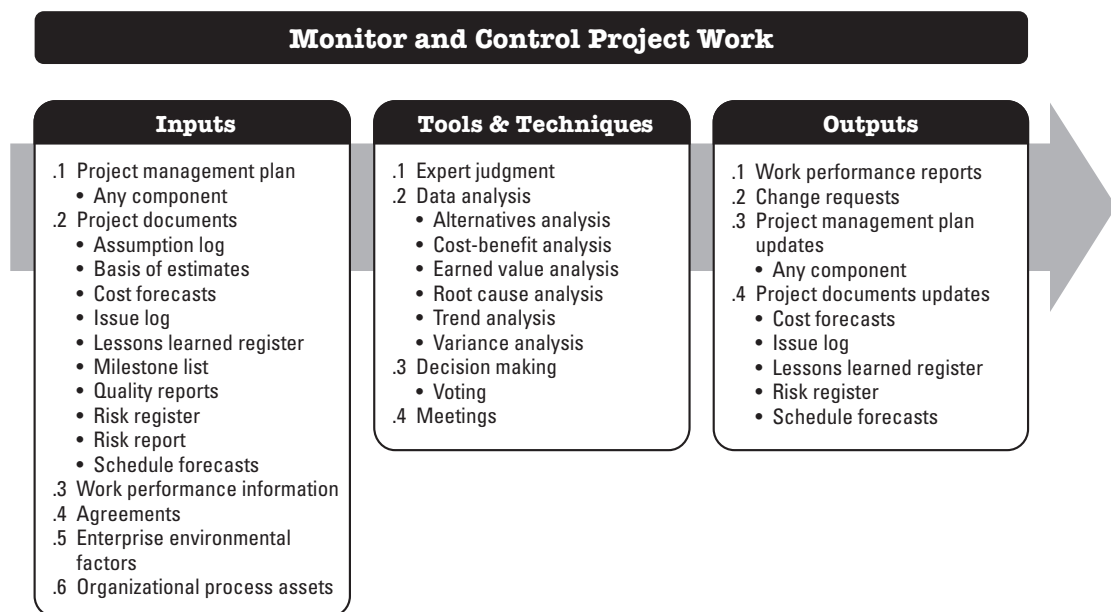 Monitor and Control Project Work
Inputs
.1 Project management plan
• Any component
.2 Project documents
• Assumption log
• Basis of estimates
• Cost forecasts
• Issue log
• Lessons learned register
• Milestone list
• Quality reports
• Risk register
• Risk report
• Schedule forecasts
.3 Work performance information
.4 Agreements
.5 Enterprise environmental
factors
.6 Organizational process assets
Tools & Techniques
.1 Expert judgment
.2 Data analysis
• Alternatives analysis
• Cost-benefit analysis
• Earned value analysis
• Root cause analysis
• Trend analysis
• Variance analysis
.3 Decision making
• Voting
.4 Meetings
Outputs
.1 Work performance reports
.2 Change requests
.3 Project management plan
updates
• Any component
.4 Project documents updates
• Cost forecasts
• Issue log
• Lessons learned register
• Risk register
• Schedule forecasts